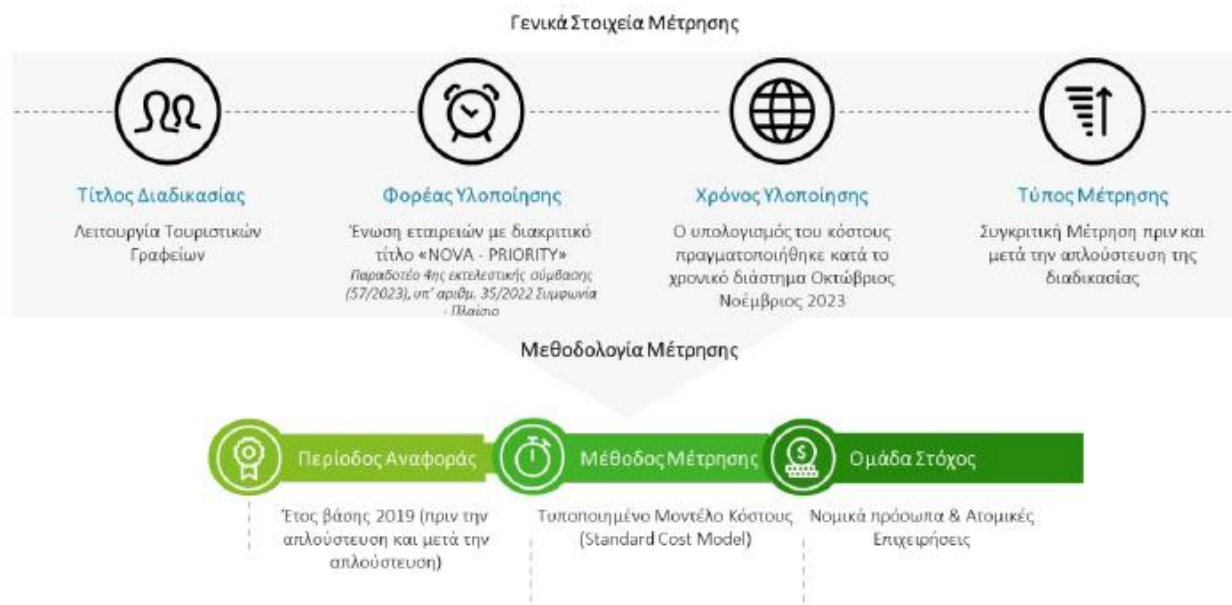 Γενικά Στοιχεία Μέτρησης
Τίτλος Διαδικασίας
Λειτουργία Τουριστικών
Γραφείων
Φορέας Υλοποίησης
Ένωση εταιρειών με διακριτικό
τίτλο «NOVA - PRIORITY»
Παραδοτέο 4ης εκτελεστικής σύμβασης
(57/2023), υπ' αριθμ. 35/2022 Συμφωνία
- Πλαίσιο
Χρόνος Υλοποίησης
Ο υπολογισμός του κόστους
πραγματοποιήθηκε κατά το
χρονικό διάστημα Οκτώβριος
Νοέμβριος 2023
Τύπος Μέτρησης
Συγκριτική Μέτρηση πριν και
μετά την απλούστευση της
διαδικασίας
Μεθοδολογία Μέτρησης
Περίοδος Αναφοράς
Έτος βάσης 2019 (πριν την
απλούστευση και μετά την
απλούστευση)
Μέθοδος Μέτρησης
Τυποποιημένο Μοντέλο Κόστους
(Standard Cost Model)
$
Ομάδα Στόχος
Νομικά πρόσωπα & Ατομικές
Επιχειρήσεις